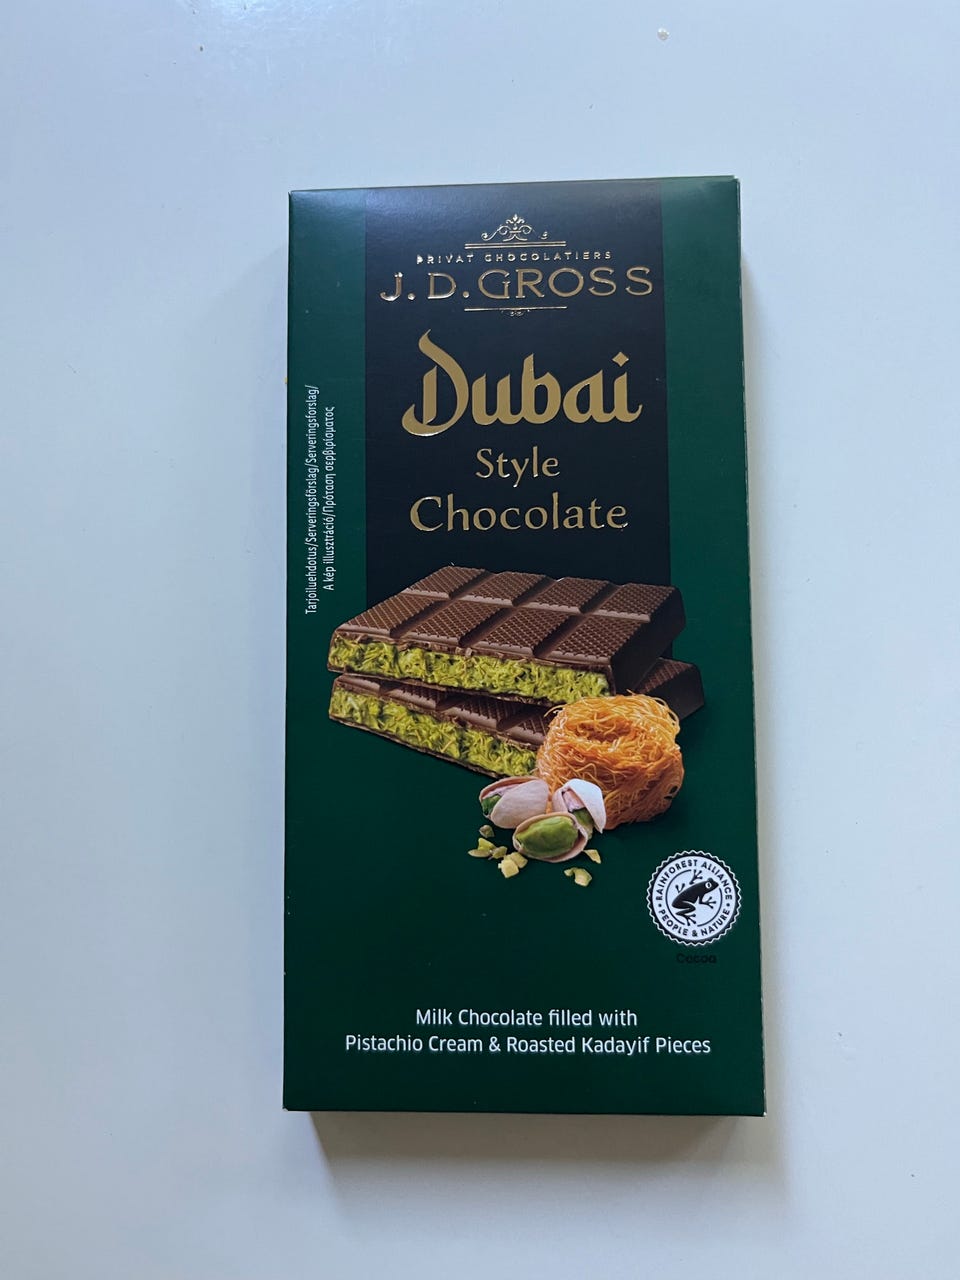 PRIVAT CHOCOLATIERS
J. D. GROSS
Dubai
Style
Chocolate
Tarjoiluehdotus/Serveringsförslag/Serveringsforslag/
A kép illusztráció/Πρόταση σερβιρίσματος
RAINFOREST ALLIANCE
PEOPLE & NATURE
Cocoa
Milk Chocolate filled with
Pistachio Cream & Roasted Kadayif Pieces